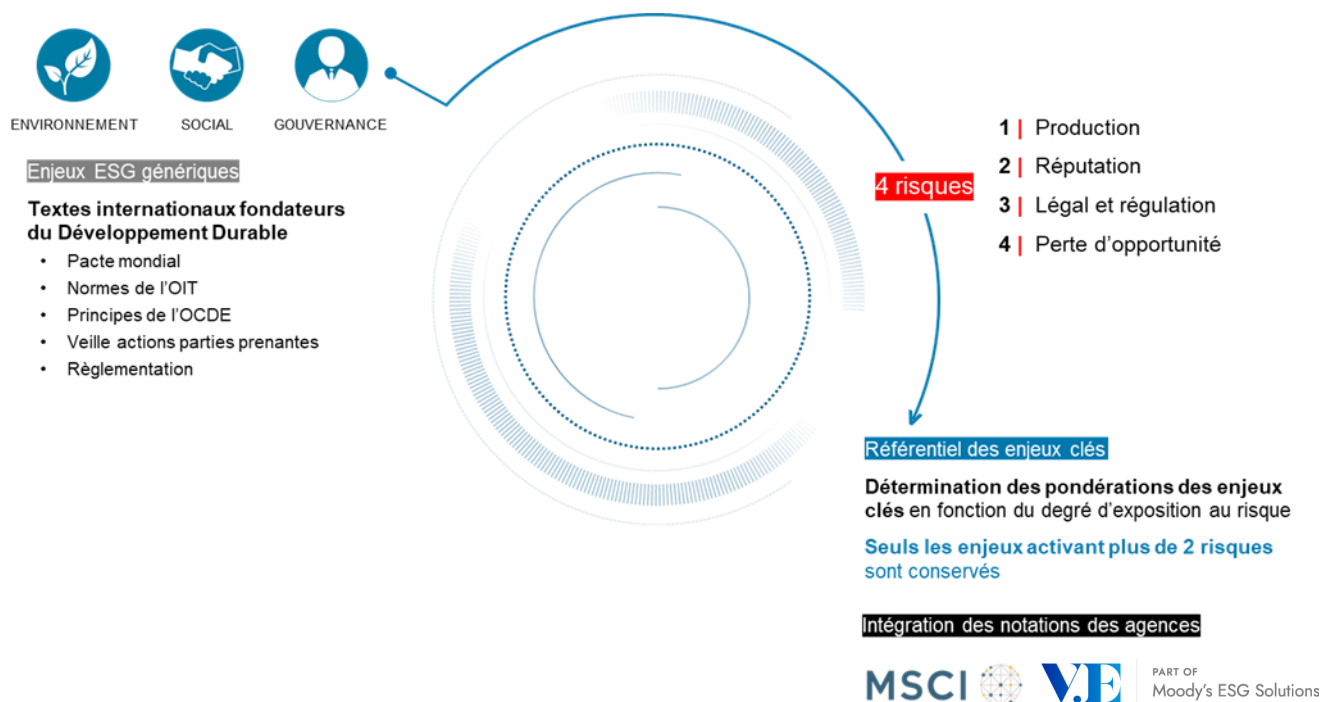 ENVIRONNEMENT
SOCIAL
GOUVERNANCE
Enjeux ESG génériques
Textes internationaux fondateurs
du Développement Durable
• Pacte mondial
• Normes de l'OIT
• Principes de l'OCDE
• Veille actions parties prenantes
• Règlementation
4 risques
1 | Production
2 | Réputation
3 | Légal et régulation
4 | Perte d'opportunité
Référentiel des enjeux clés
Détermination des pondérations des enjeux
clés en fonction du degré d'exposition au risque
Seuls les enjeux activant plus de 2 risques
sont conservés
Intégration des notations des agences
MSCI
V.E
PART OF
Moody's ESG Solutions